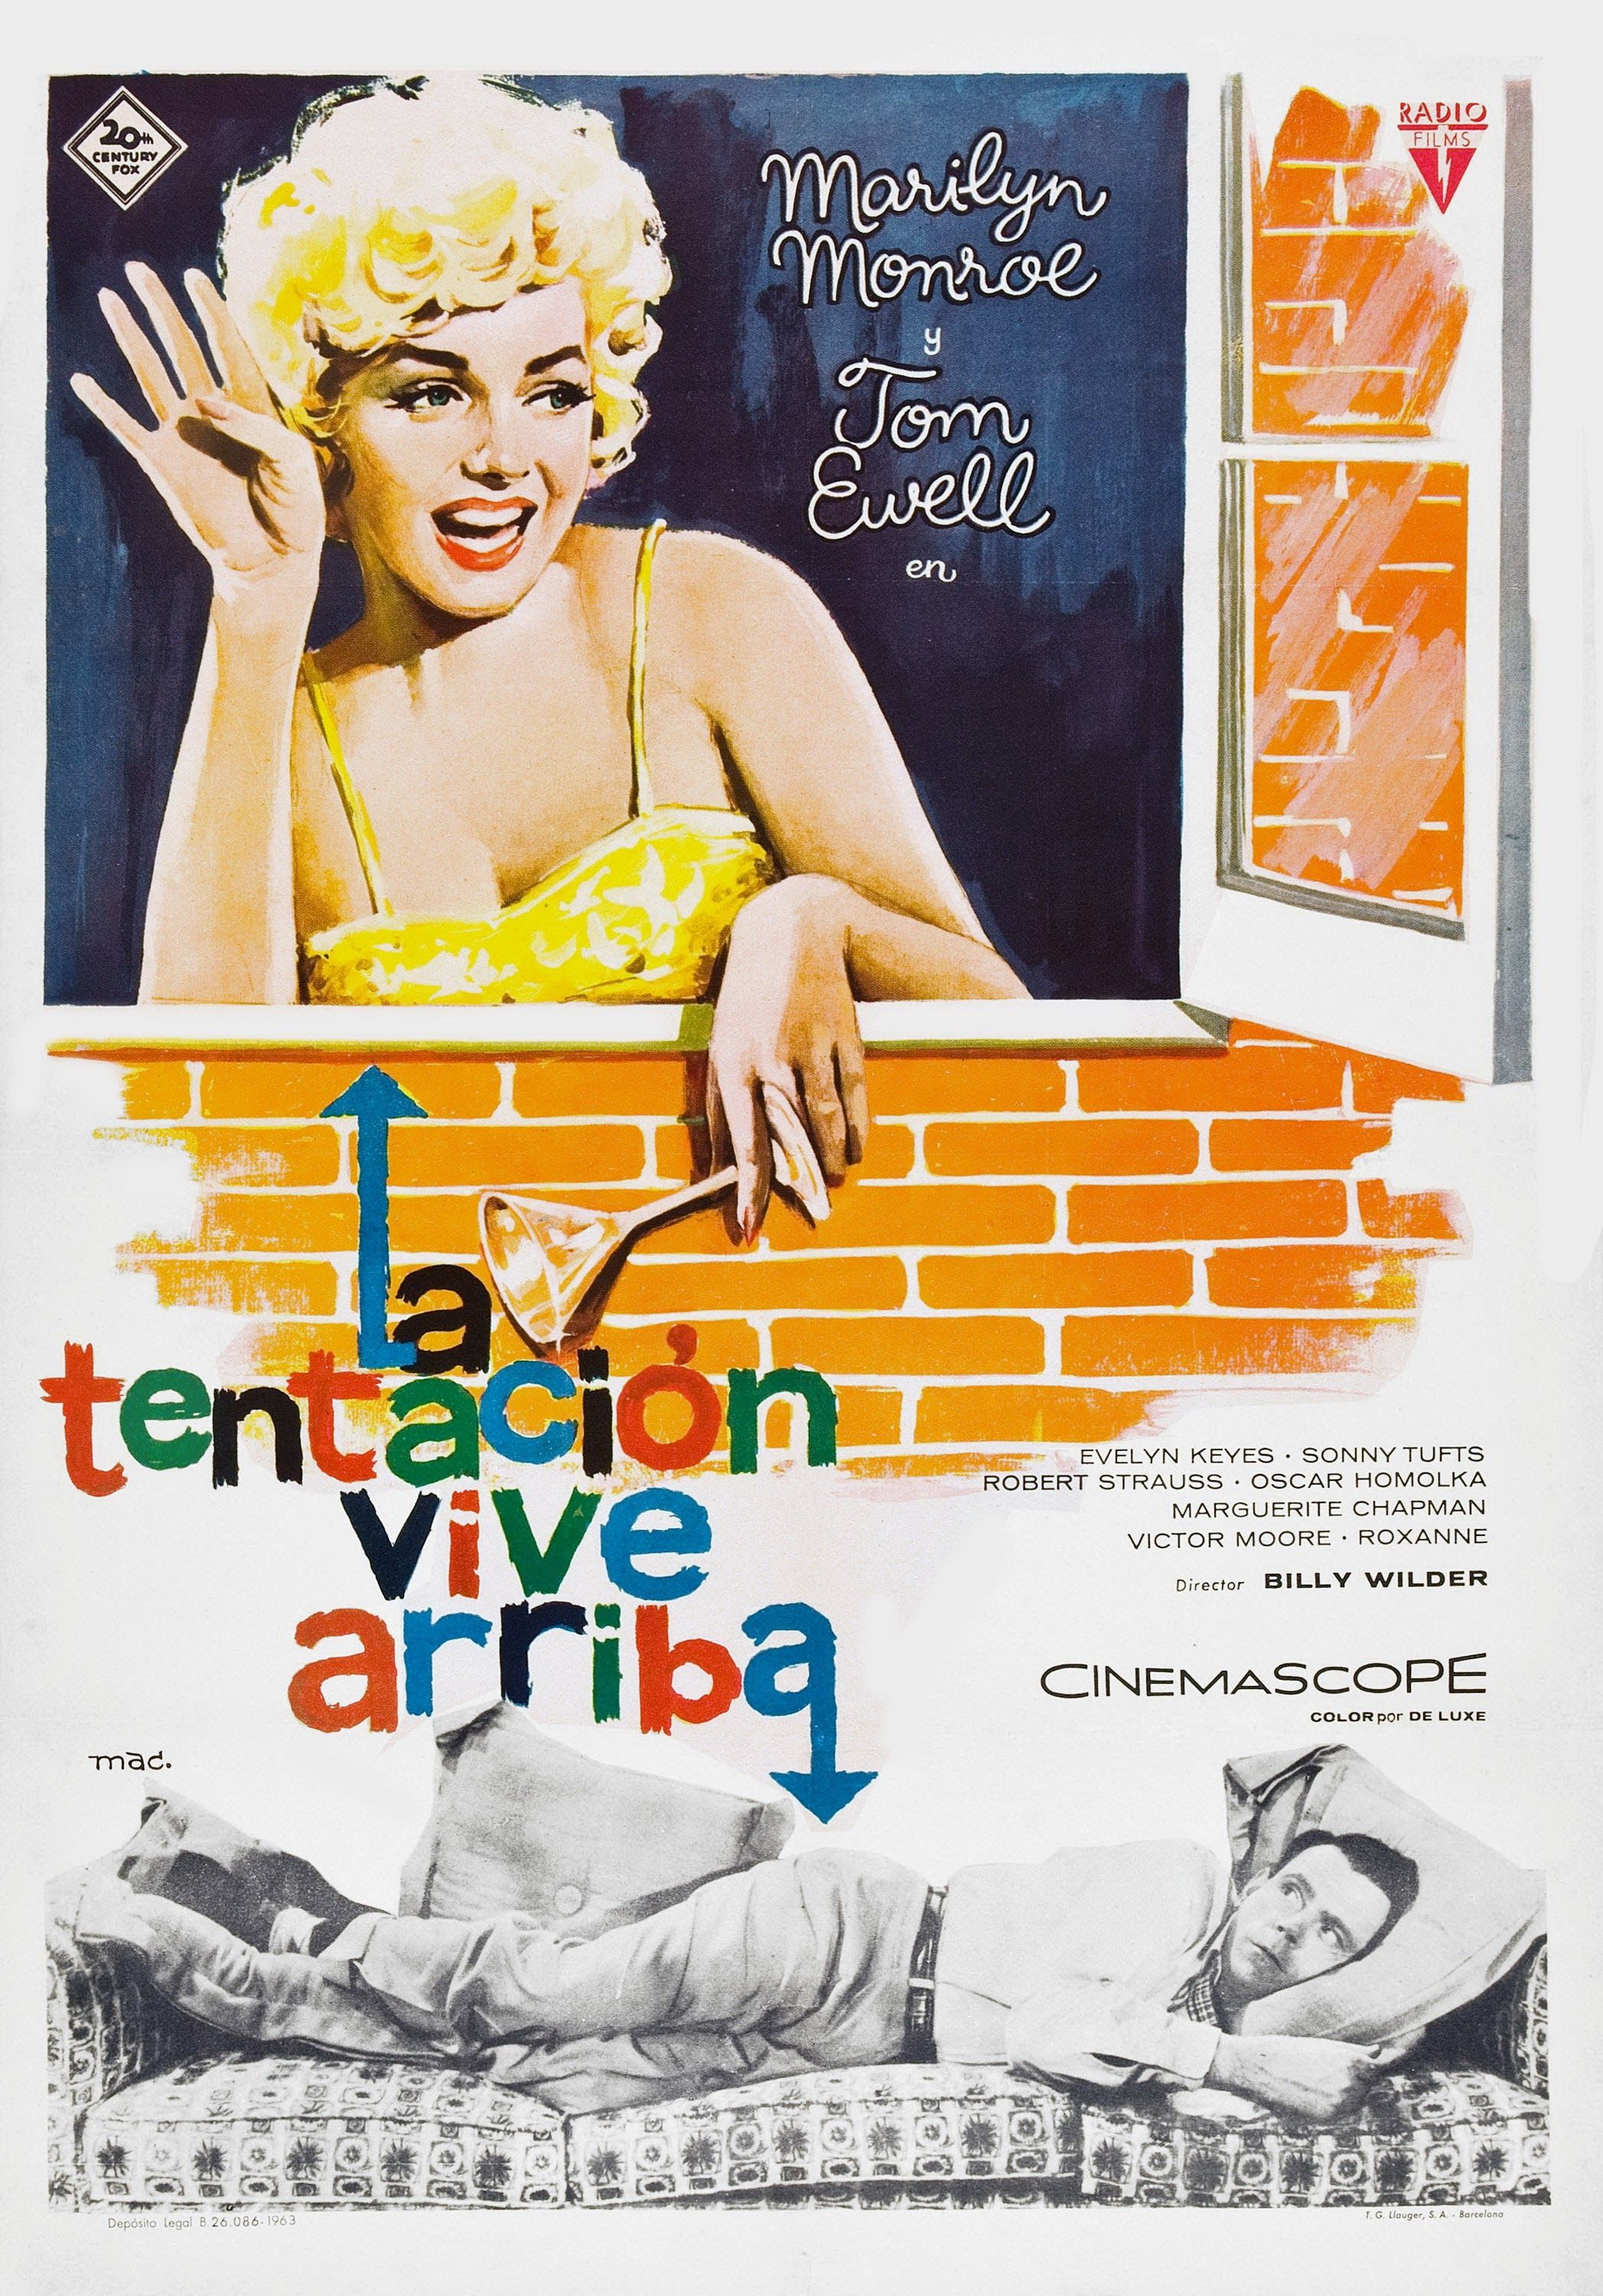 20th
CENTURY
FOX
RADIO
FILMS
Marilyn
Monroe
y
Tom
Ewell
en
La
tentación
vive
arriba
EVELYN KEYES · SONNY TUFTS
ROBERT STRAUSS · OSCAR HOMOLKA
MARGUERITE CHAPMAN
VICTOR MOORE · ROXANNE
Director BILLY WILDER
CINEMASCOPE
COLOR por DE LUXE
mac.
Depósito Legal B. 26.086-1963
T. G. Llauger, S. A. - Barcelona